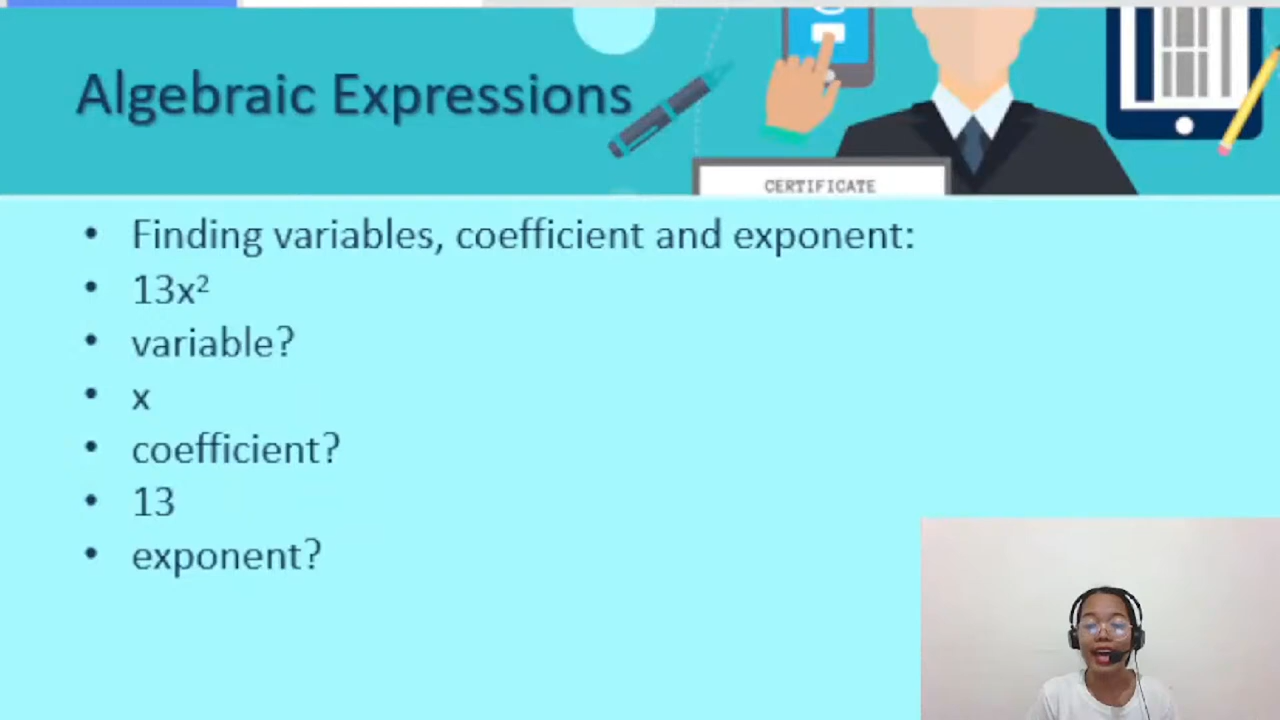 Algebraic Expressions
CERTIFICATE
• Finding variables, coefficient and exponent:
• 13x²
• variable?
• x
• coefficient?
• 13
• exponent?